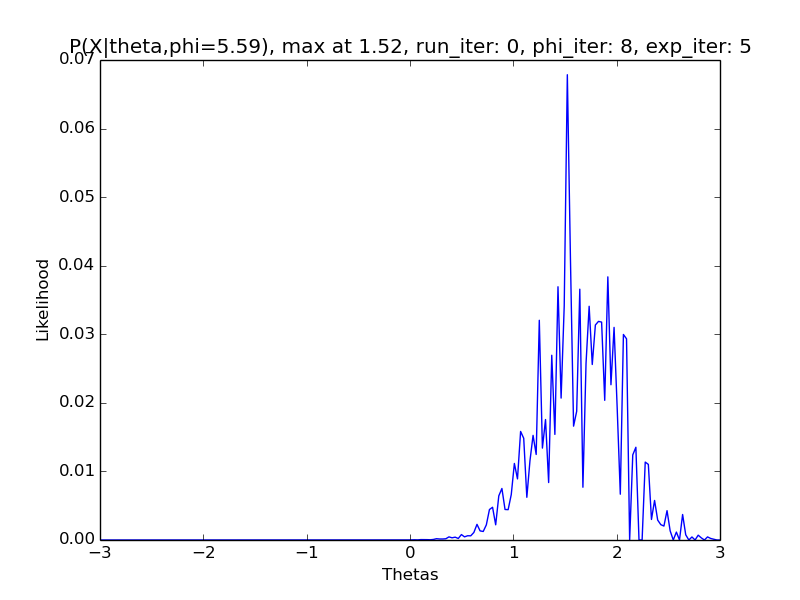 P(X|theta,phi=5.59), max at 1.52, run_iter: 0, phi_iter: 8, exp_iter: 5
0.07
0.06
0.05
0.04
0.03
0.02
0.01
0.00
Likelihood
−3 −2 −1 0 1 2 3
Thetas